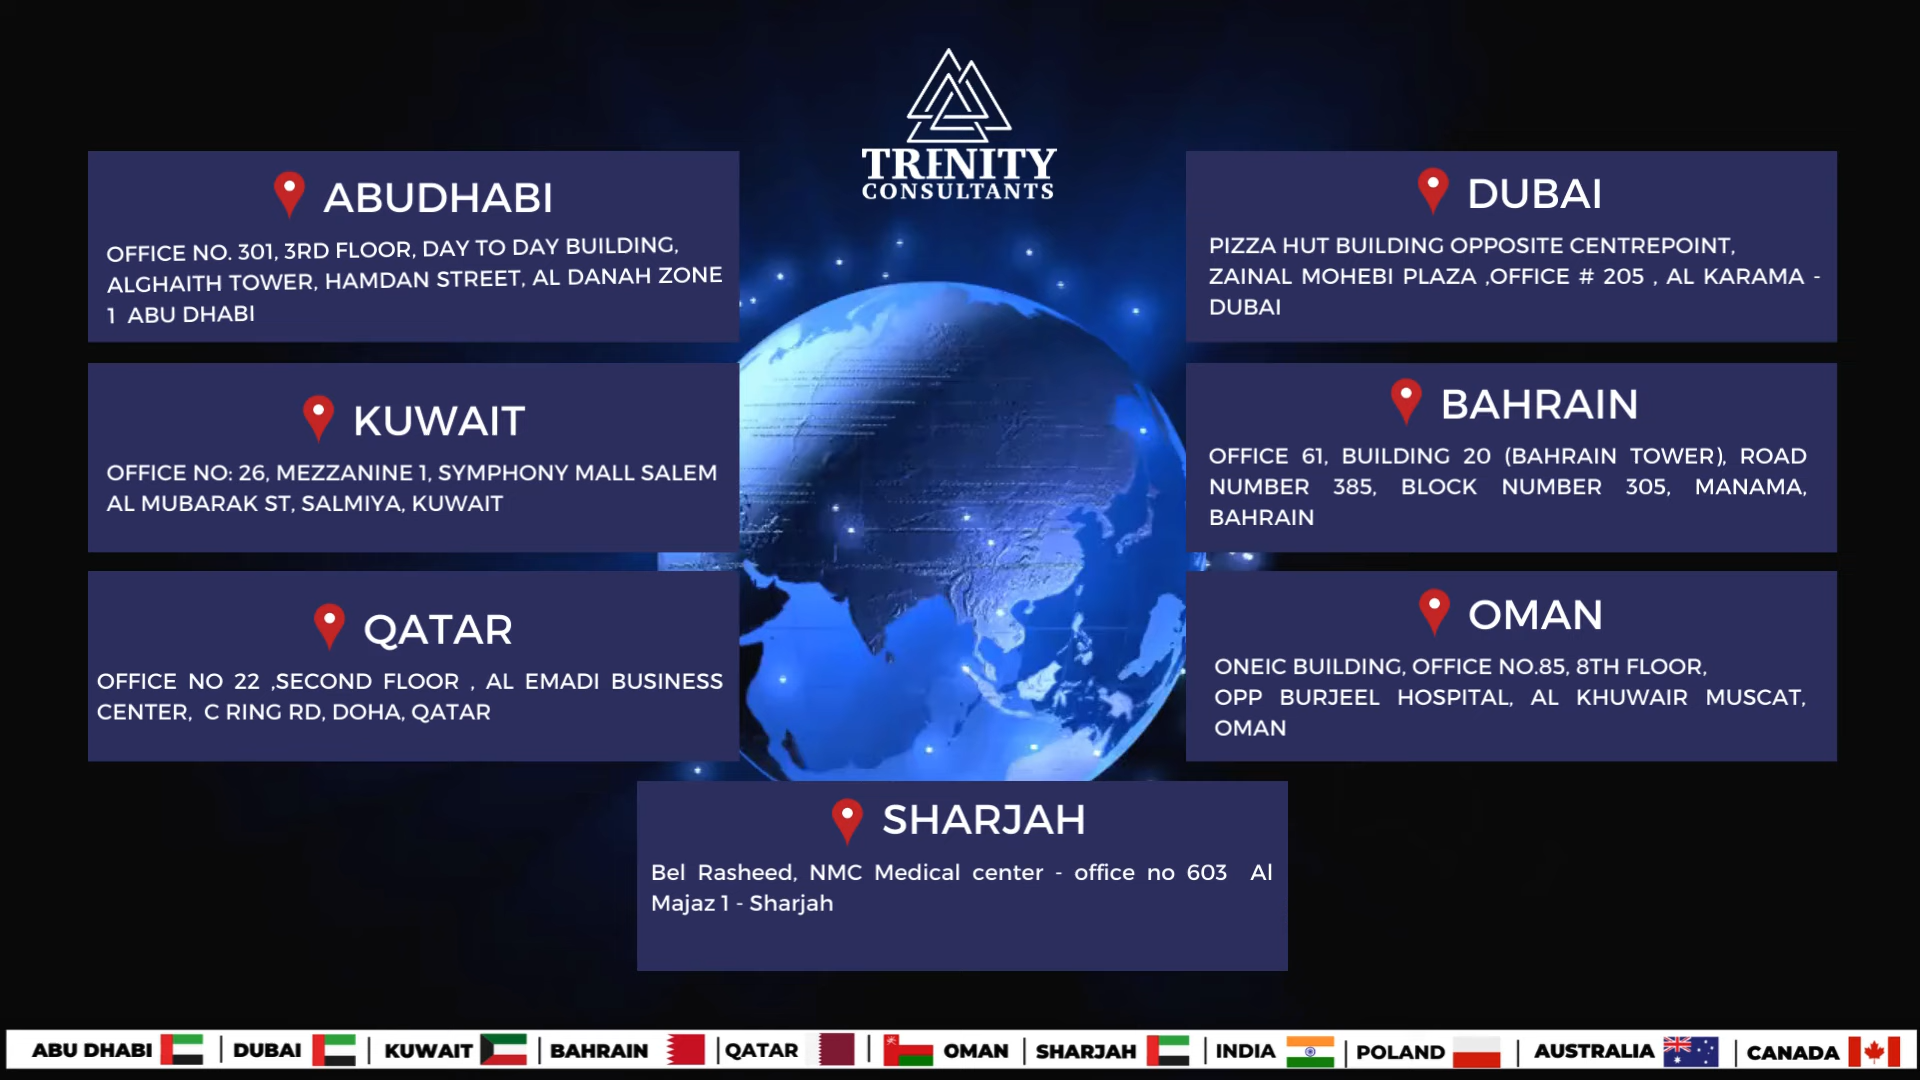 TRENITY
CONSULTANTS
ABUDHABI
OFFICE NO. 301, 3RD FLOOR, DAY TO DAY BUILDING,
ALGHAITH TOWER, HAMDAN STREET, AL DANAH ZONE
1 ABU DHABI
DUBAI
PIZZA HUT BUILDING OPPOSITE CENTREPOINT,
ZAINAL MOHEBI PLAZA ,OFFICE # 205 , AL KARAMA -
DUBAI
KUWAIT
OFFICE NO: 26, MEZZANINE 1, SYMPHONY MALL SALEM
AL MUBARAK ST, SALMIYA, KUWAIT
BAHRAIN
OFFICE 61, BUILDING 20 (BAHRAIN TOWER), ROAD
NUMBER 385, BLOCK NUMBER 305, MANAMA,
BAHRAIN
QATAR
OFFICE NO 22 ,SECOND FLOOR , AL EMADI BUSINESS
CENTER, C RING RD, DOHA, QATAR
OMAN
ONEIC BUILDING, OFFICE NO.85, 8TH FLOOR,
OPP BURJEEL HOSPITAL, AL KHUWAIR MUSCAT,
OMAN
SHARJAH
Bel Rasheed, NMC Medical center - office no 603 Al
Majaz 1 - Sharjah
ABU DHABI | DUBAI | KUWAIT | BAHRAIN | QATAR | OMAN | SHARJAH | INDIA | POLAND | AUSTRALIA | CANADA